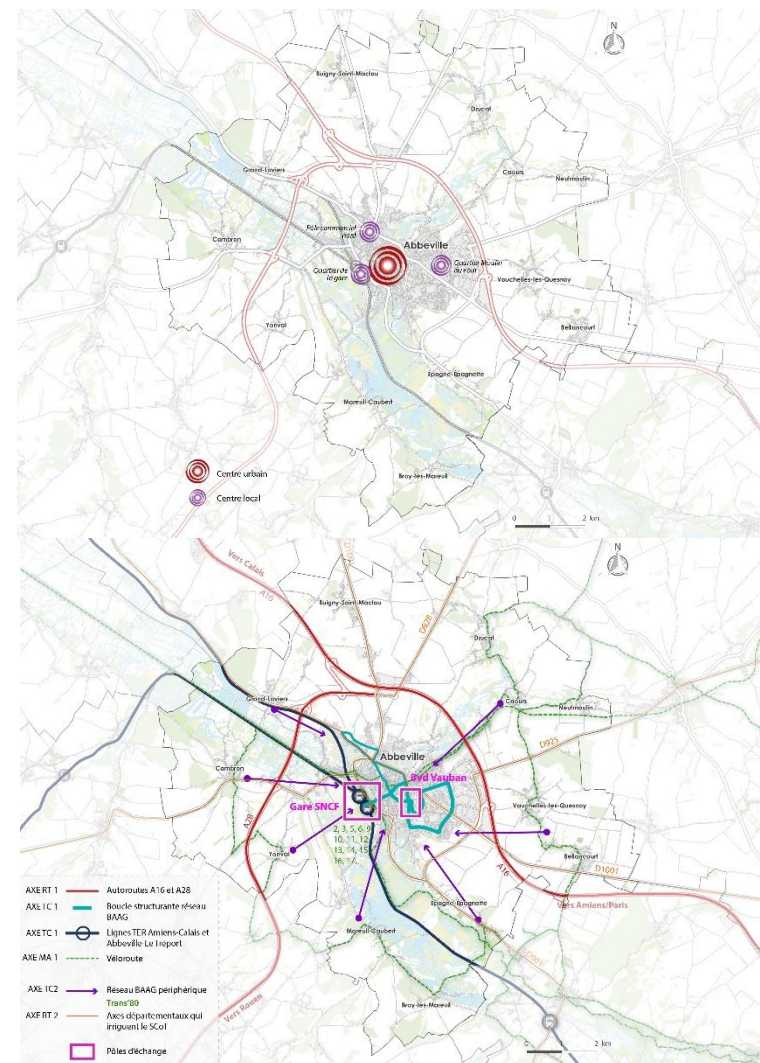 N
Buigny-Saint-Maclou
Drucat
Grand-Laviers
Caours
Neufmoulin
Pôle commercial
nord
Abbeville
Cambron
Quartier de
la gare
Quartier Moulin
du rout
Vauchelles-les-Quesnoy
Yonval
Bellancourt
Epagne-Epagnette
Mareuil-Caubert
Centre urbain
Centre local
Bray-les-Mareuil
0 1 2 km
N
Vers Calais
A16
D928
Buigny-Saint-Maclou
Drucat
Grand-Laviers
Caours
Neufmoulin
Abbeville
D925
Cambron
Bvd Vauban
Gare SNCF
Vauchelles-les-Quesnoy
2, 3, 5, 6, 9
10, 11, 12
13, 14, 15
16, 17
A28
Yonval
Bellancourt
D1001
A16
AXE RT 1 Autoroutes A16 et A28
Vers Amiens/Paris
Epagne-Epagnette
AXE TC 1 Boucle structurante réseau
BAAG
Mareuil-Caubert
D901
AXE TC 1 Lignes TER Amiens-Calais et
Abbeville-Le Tréport
AXE MA 1 Véloroute
AXE TC2 Réseau BAAG périphérique
Trans'80
Bray-les-Mareuil
AXE RT 2 Axes départementaux qui
irriguent le SCoT
Vers Rouen
Pôles d'échange
0 2 km